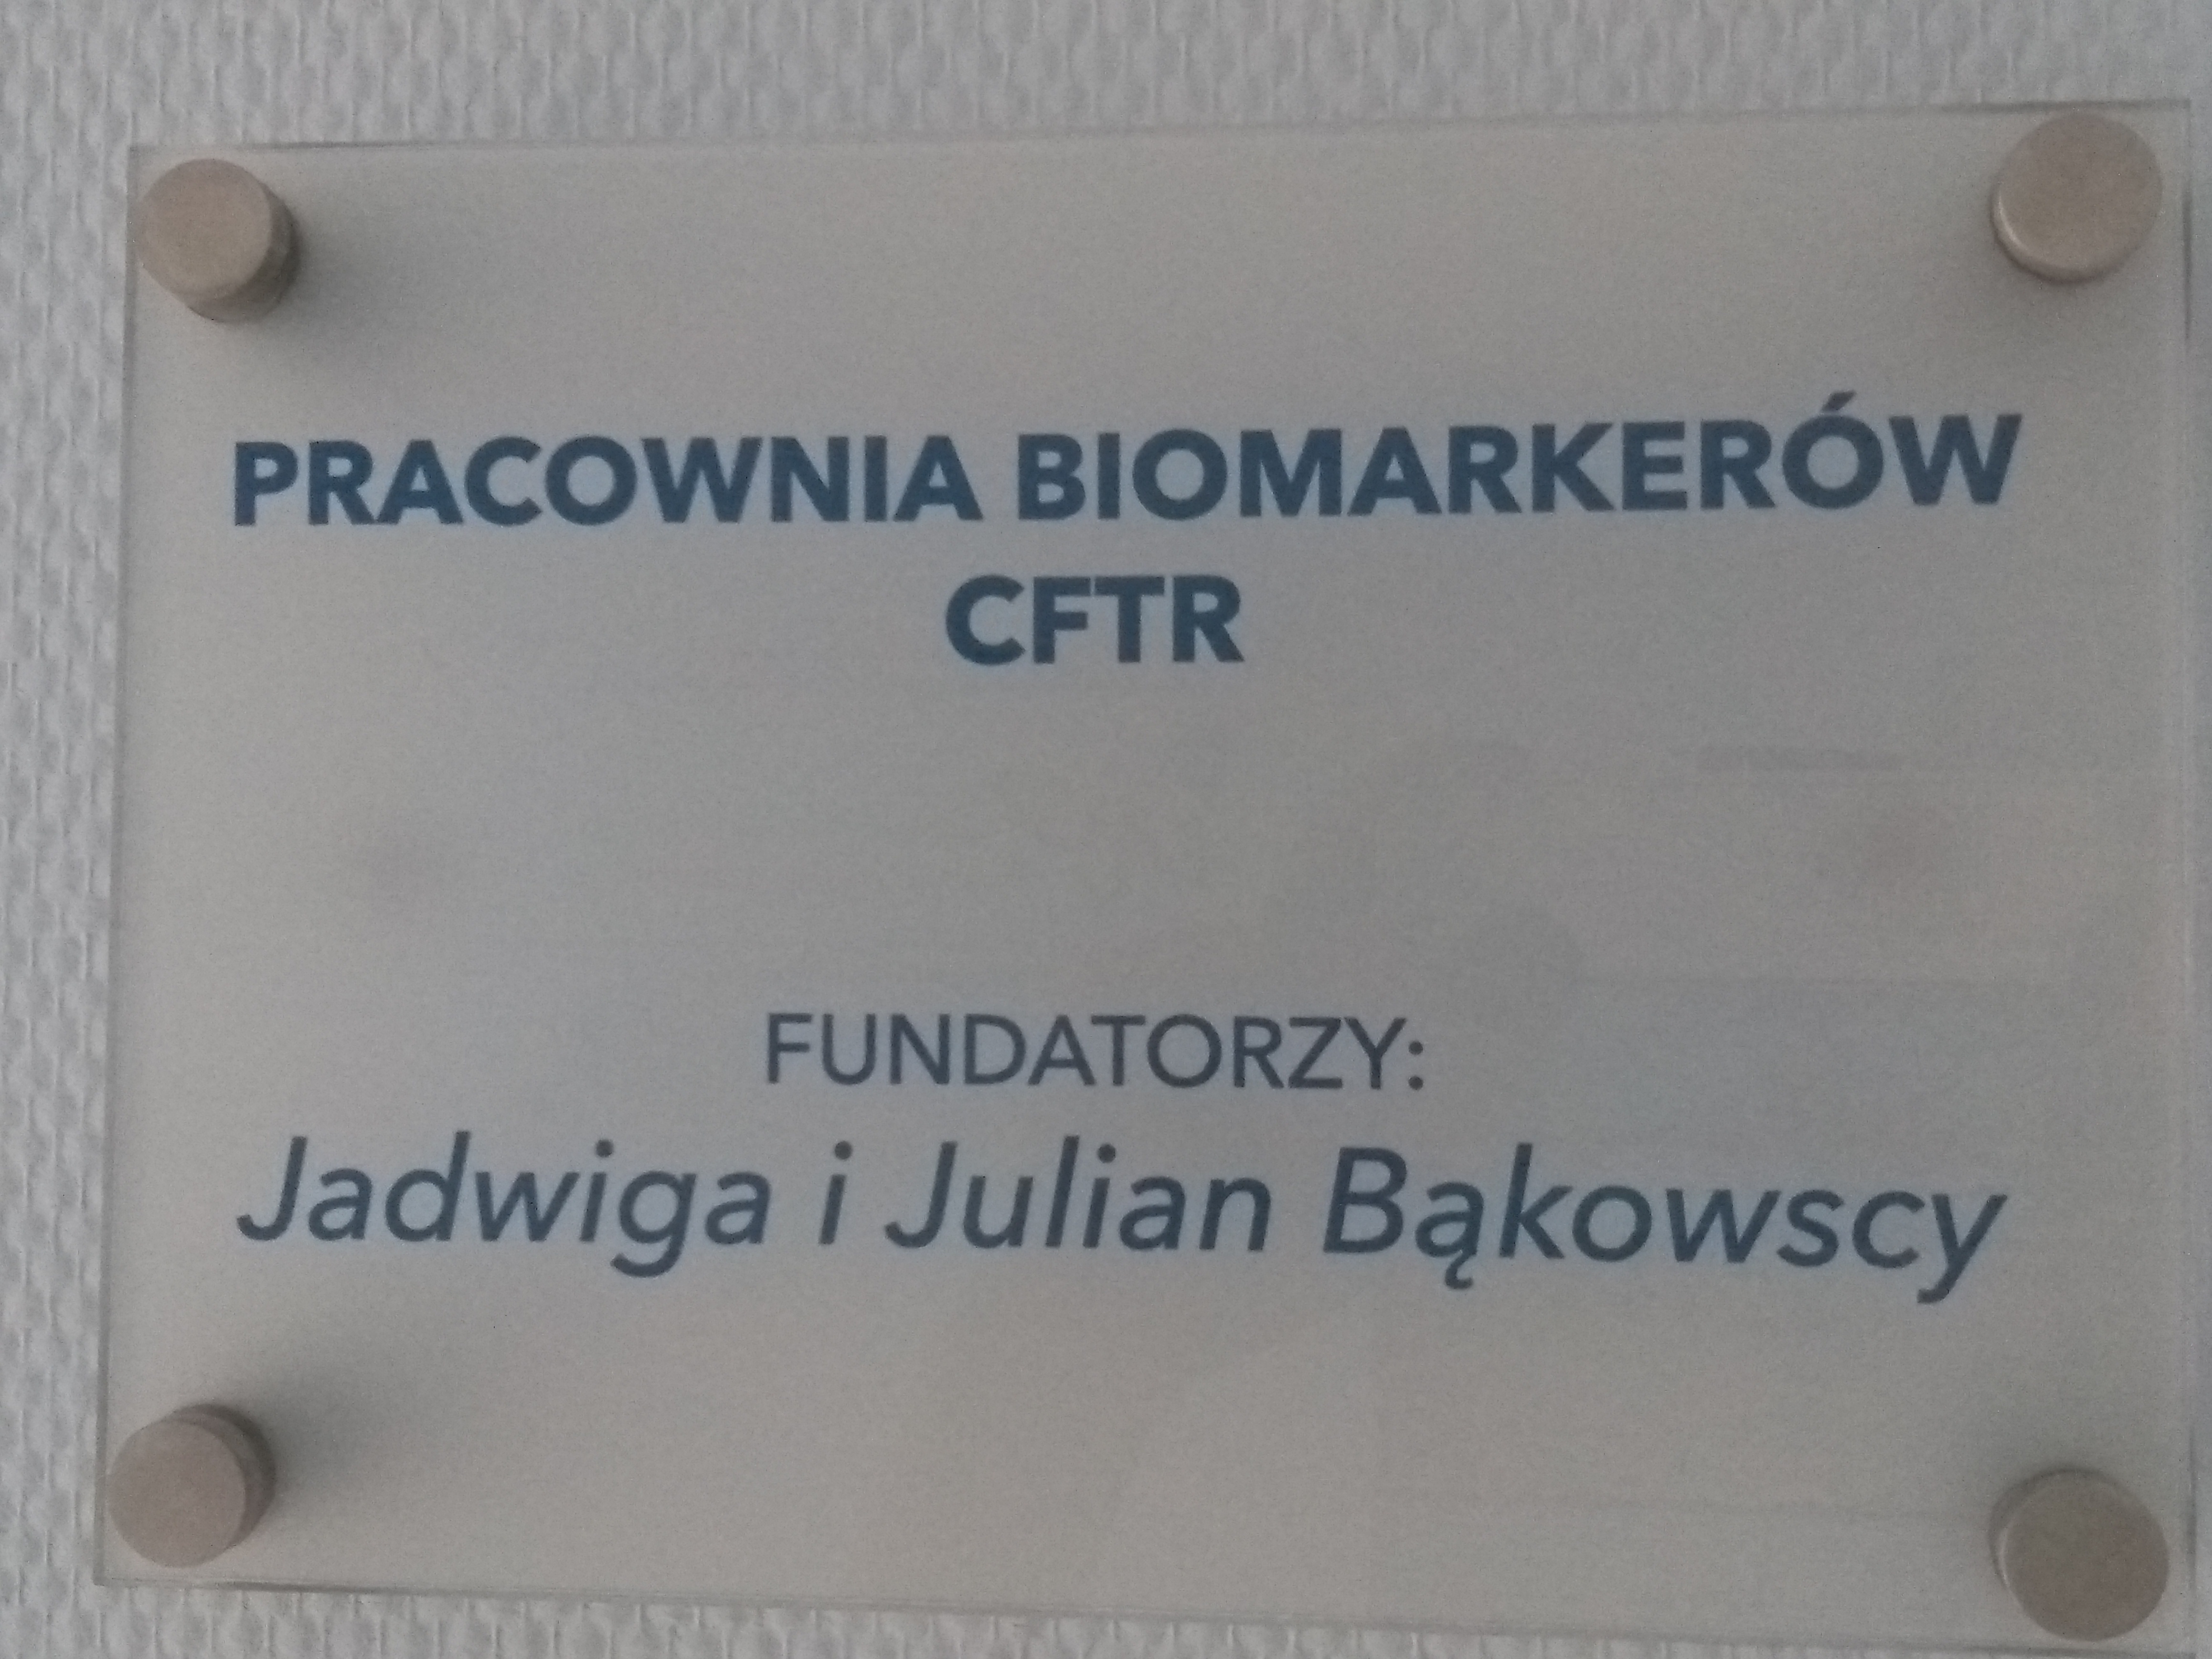 PRACOWNIA BIOMARKERÓW
CFTR
FUNDATORZY:
Jadwiga i Julian Bąkowscy